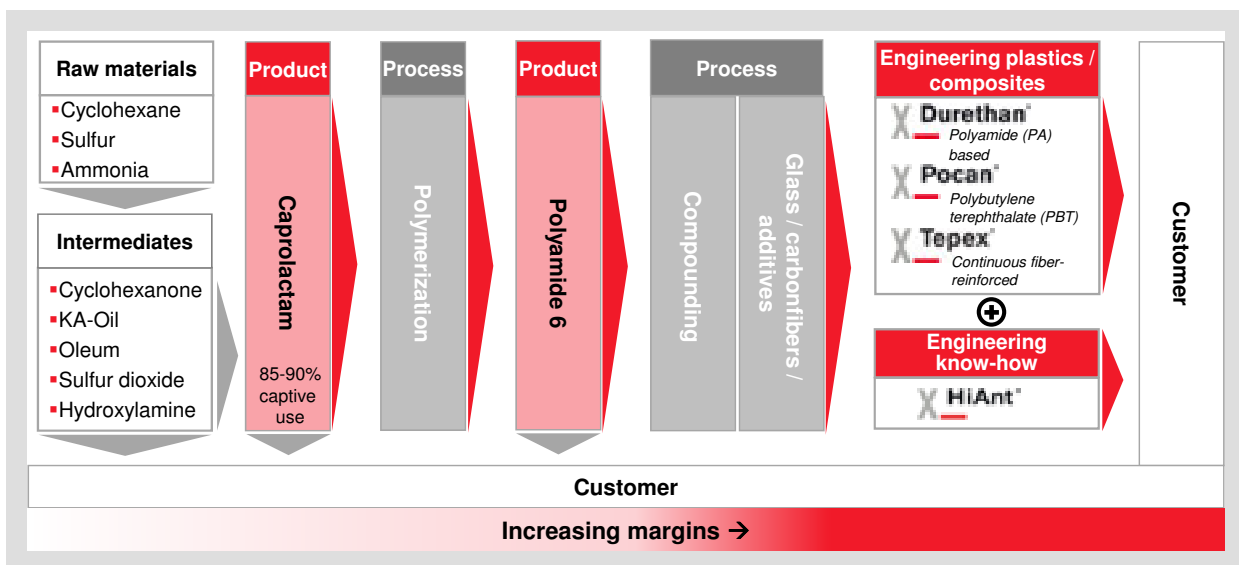 Raw materials
▪Cyclohexane
▪Sulfur
▪Ammonia
Intermediates
▪Cyclohexanone
▪KA-Oil
▪Oleum
▪Sulfur dioxide
▪Hydroxylamine
Product
Caprolactam
85-90%
captive
use
Process
Polymerization
Product
Polyamide 6
Process
Compounding
Glass / carbonfibers /
additives
Engineering plastics /
composites
Durethan®
Polyamide (PA)
based
Pocan®
Polybutylene
terephthalate (PBT)
Tepex®
Continuous fiber-
reinforced
+
Engineering
know-how
HiAnt®
Customer
Customer
Increasing margins →